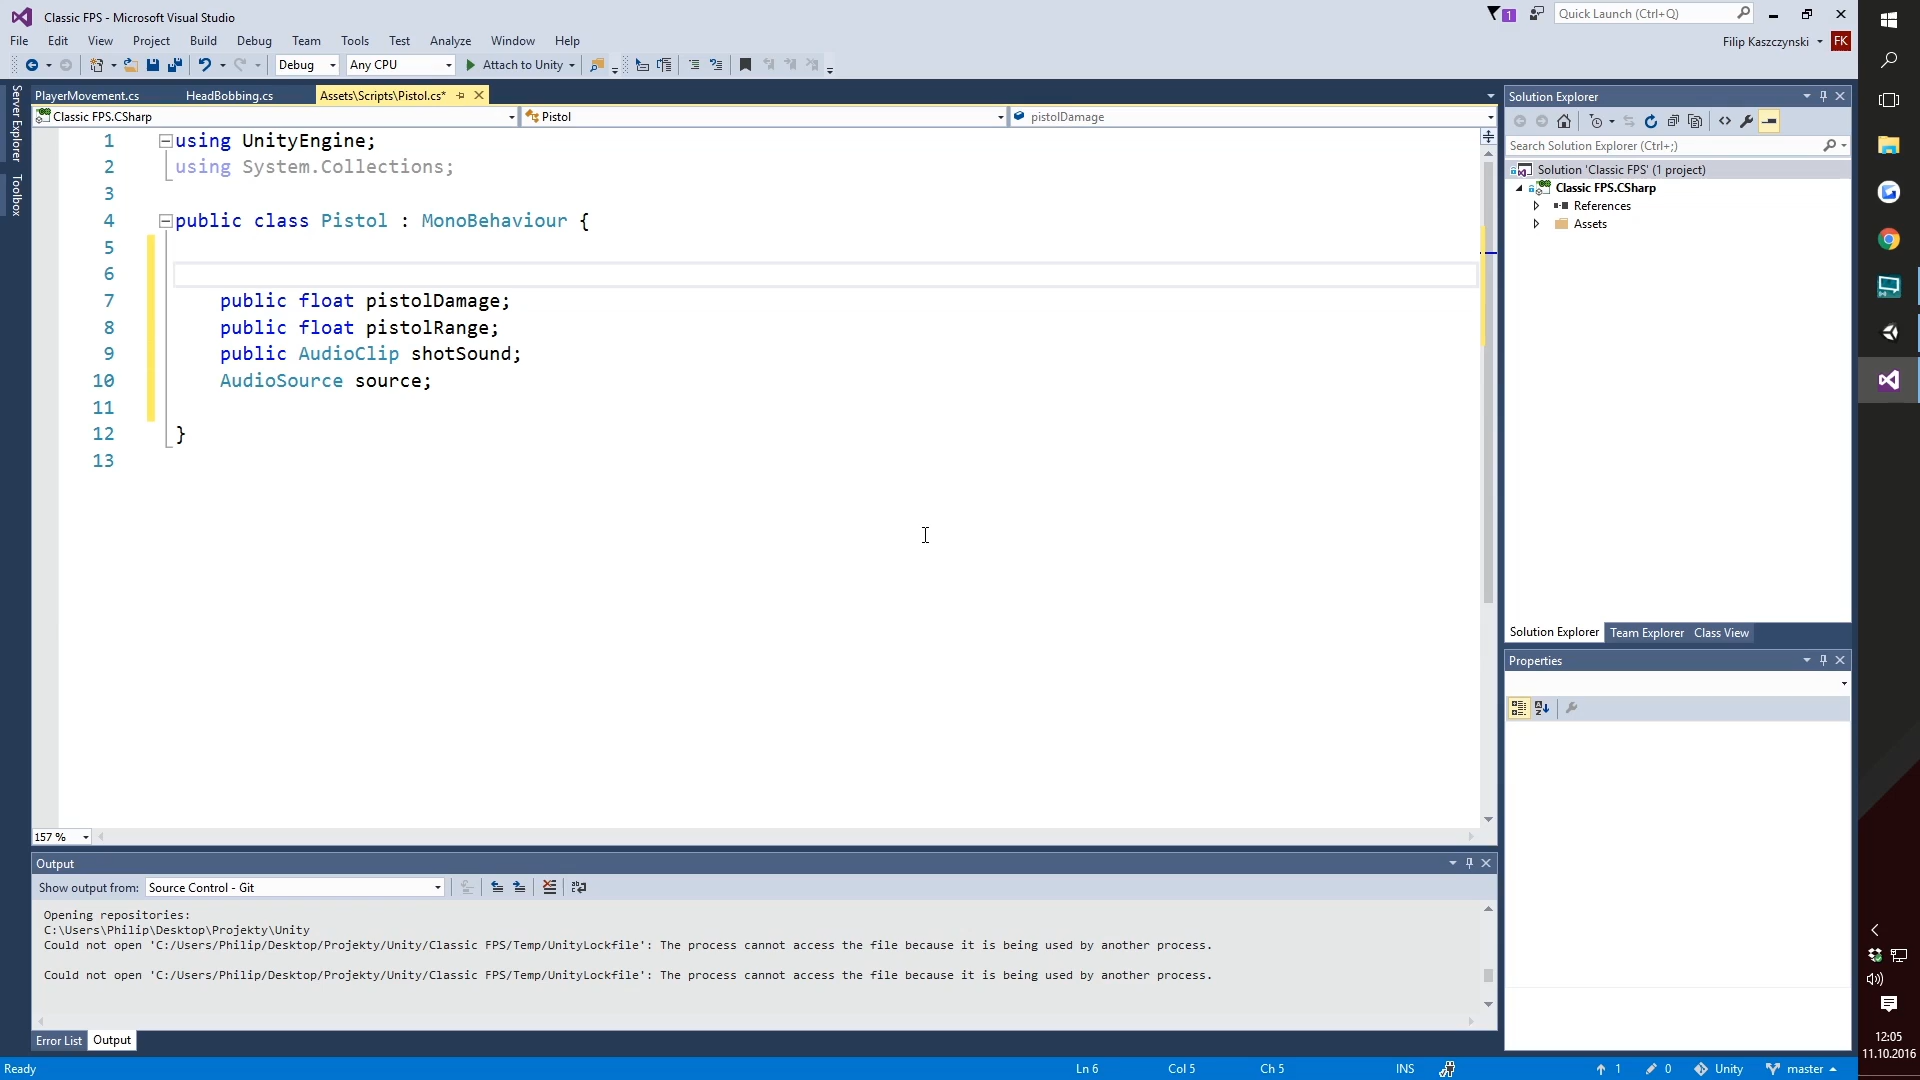 Classic FPS - Microsoft Visual Studio
1
Quick Launch (Ctrl+Q)
File Edit View Project Build Debug Team Tools Test Analyze Window Help
Filip Kaszczynski FK
Debug Any CPU Attach to Unity
Server Explorer
Toolbox
PlayerMovement.cs HeadBobbing.cs Assets\Scripts\Pistol.cs*
Classic FPS.CSharp Pistol pistolDamage
1 using UnityEngine;
2 using System.Collections;
3
4 public class Pistol : MonoBehaviour {
5
6
7 public float pistolDamage;
8 public float pistolRange;
9 public AudioClip shotSound;
10 AudioSource source;
11
12 }
13
157 %
Solution Explorer
Search Solution Explorer (Ctrl+;)
Solution 'Classic FPS' (1 project)
Classic FPS.CSharp
References
Assets
Solution Explorer Team Explorer Class View
Properties
Output
Show output from: Source Control - Git
Opening repositories:
C:\Users\Philip\Desktop\Projekty\Unity
Could not open 'C:/Users/Philip/Desktop/Projekty/Unity/Classic FPS/Temp/UnityLockfile': The process cannot access the file because it is being used by another process.
Could not open 'C:/Users/Philip/Desktop/Projekty/Unity/Classic FPS/Temp/UnityLockfile': The process cannot access the file because it is being used by another process.
Error List Output
Ready Ln 6 Col 5 Ch 5 INS 1 0 Unity master
12:05
11.10.2016